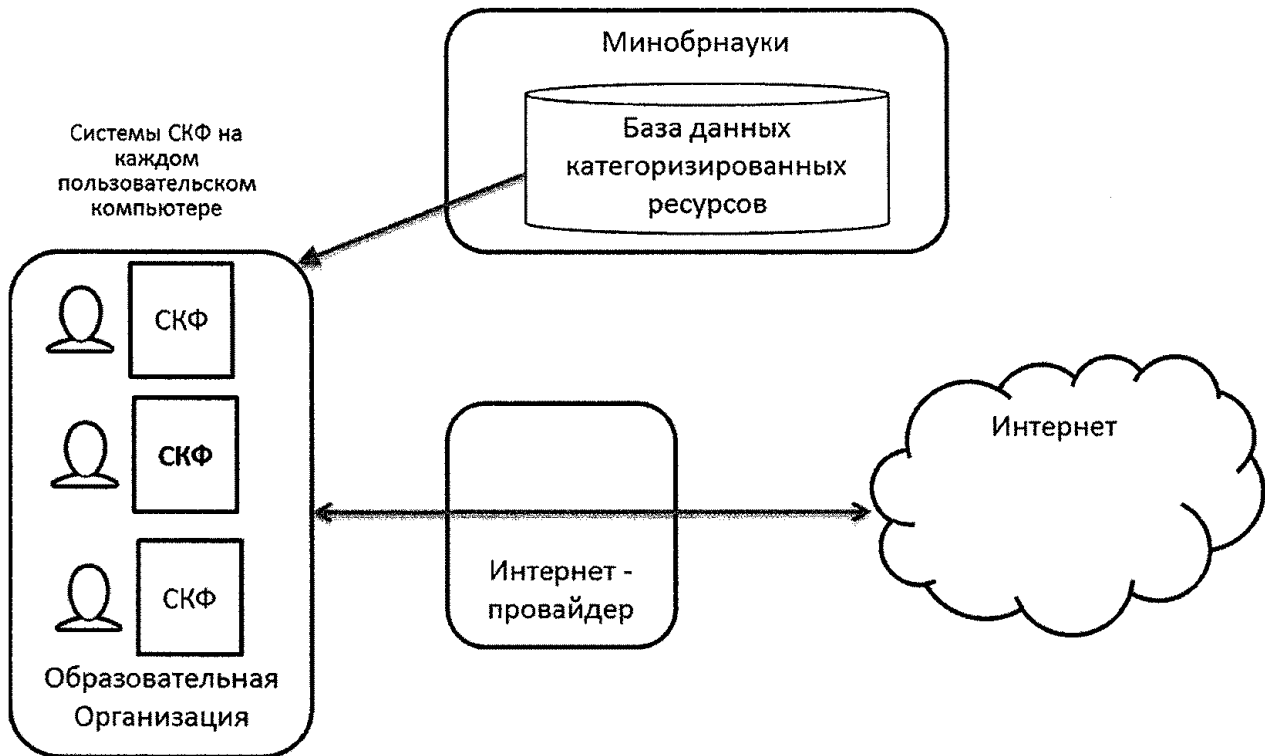 Минобрнауки
База данных
категоризированных
ресурсов
Системы СКФ на
каждом
пользовательском
компьютере
СКФ
СКФ
СКФ
Образовательная
Организация
Интернет -
провайдер
Интернет